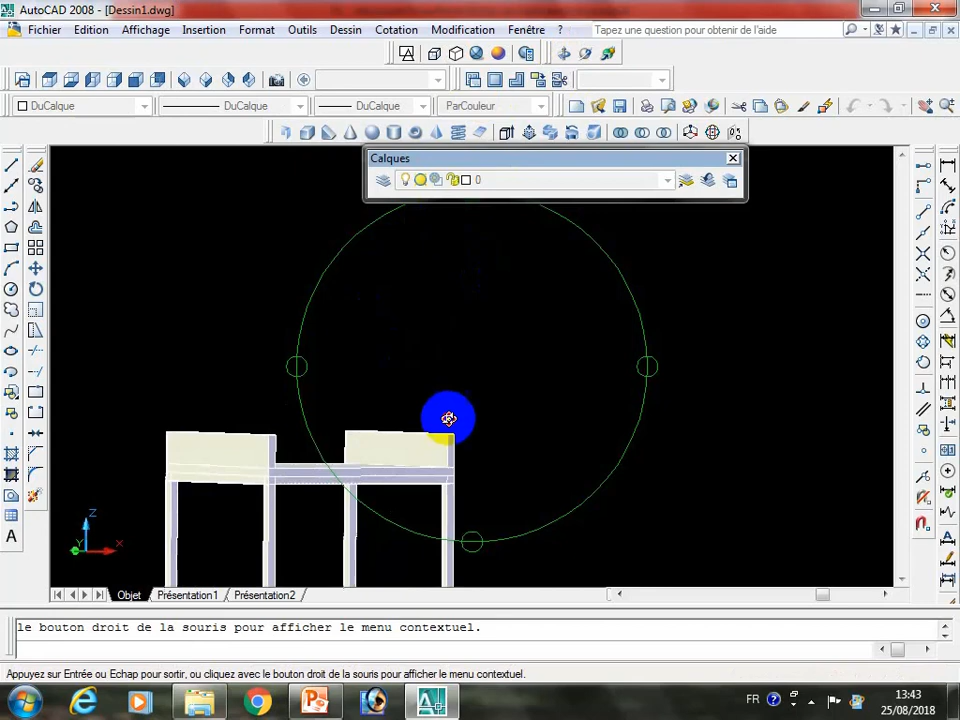 AutoCAD 2008 - [Dessin1.dwg]
Fichier Edition Affichage Insertion Format Outils Dessin Cotation Modification Fenêtre ? Tapez une question pour obtenir de l'aide
DuCalque DuCalque DuCalque ParCouleur
Calques
0
Z
Y X
Objet Présentation1 Présentation2
le bouton droit de la souris pour afficher le menu contextuel.
Appuyez sur Entrée ou Echap pour sortir, ou cliquez avec le bouton droit de la souris pour afficher le menu contextuel.
FR
13:43
25/08/2018